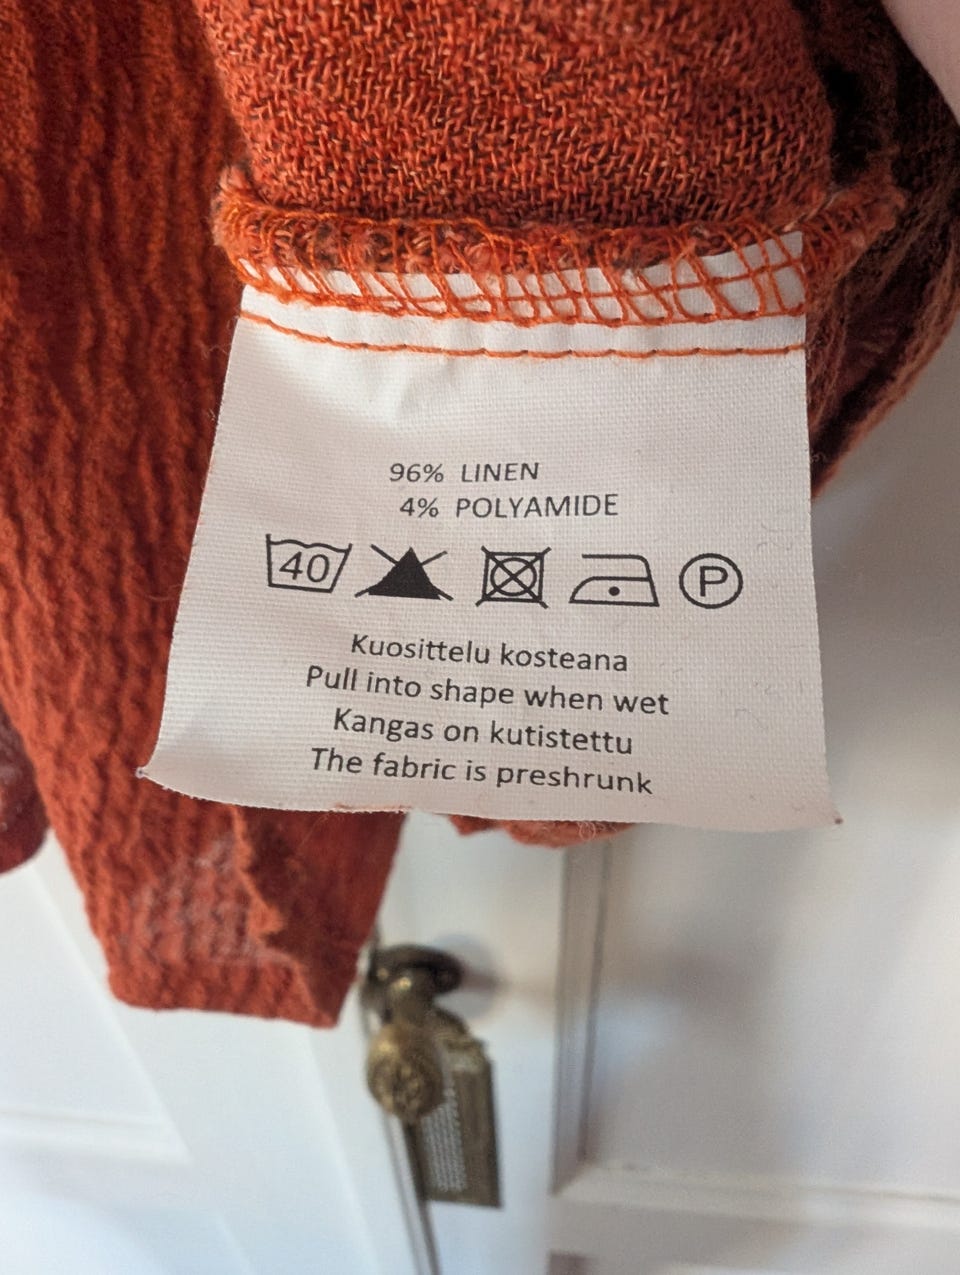 96% LINEN
4% POLYAMIDE
40 P
Kuosittelu kosteana
Pull into shape when wet
Kangas on kutistettu
The fabric is preshrunk